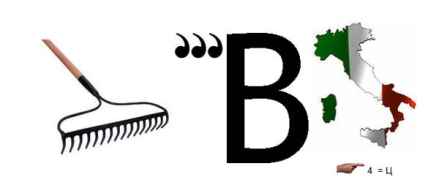 ,,, В
4 = Ц